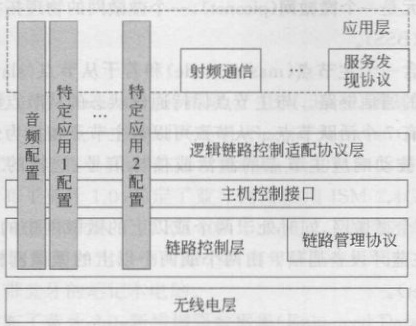 应用层
音频配置
特定应用1配置
…
特定应用2配置
射频通信
…
服务发
现协议
逻辑链路控制适配协议层
主机控制接口
链路控制层
链路管理协议
无线电层